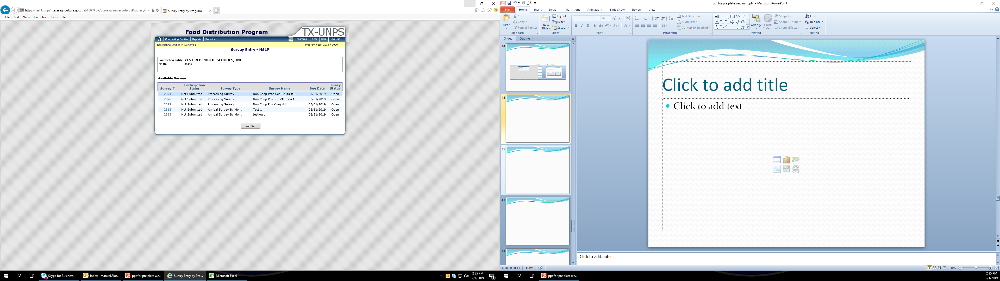 https://test.txunps1.texasagriculture.gov/uat/FDP/FDP/Surveys/SurveyEntryByProgra
Survey Entry by Program
File Edit View Favorites Tools Help
Food Distribution Program
TX-UNPS
Contracting Entities | Reports | Security
Programs | Year | Help | Log Out
Contracting Entities > Surveys >
Program Year: 2019 - 2020
Survey Entry - NSLP
Contracting Entity: YES PREP PUBLIC SCHOOLS, INC.
CE ID: 00496
Available Surveys
Survey # Participation Status Survey Type Survey Name Due Date Survey Status
2871 Not Submitted Processing Survey Non Coop Proc Sch-Fruits #1 03/01/2019 Open
2870 Not Submitted Processing Survey Non Coop Proc-Chs/Mozz #1 03/01/2019 Open
2872 Not Submitted Processing Survey Non Coop Proc-Veg #1 03/01/2019 Open
2813 Not Submitted Annual Survey By Month Test 1 03/31/2019 Open
2835 Not Submitted Annual Survey By Month testlogic 03/31/2019 Open
Cancel
ppt for pre plate webinar.pptx - Microsoft PowerPoint
File Home Insert Design Transitions Animations Slide Show Review View
Paste
Cut
Copy
Format Painter
Clipboard
New Slide
Layout
Reset
Section
Slides
26
Font
Text Direction
Align Text
Convert to SmartArt
Paragraph
Arrange
Quick Styles
Shape Fill
Shape Outline
Shape Effects
Drawing
Find
Replace
Select
Editing
Slides Outline
44
45
46
47
48
Click to add title
Click to add text
Click to add notes
Slide 45 of 54 "Flow"
110%
Skype for Business
Inbox - Manuel.Flor...
ppt for pre plate we...
Survey Entry by Pro...
Microsoft Excel
2:35 PM
2/1/2019
ppt for pre plate we...
2:35 PM
2/1/2019